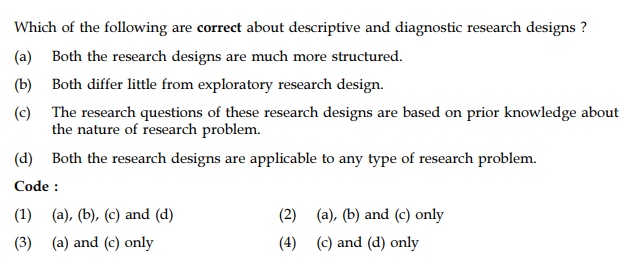 Which of the following are correct about descriptive and diagnostic research designs ?
(a) Both the research designs are much more structured.
(b) Both differ little from exploratory research design.
(c) The research questions of these research designs are based on prior knowledge about
the nature of research problem.
(d) Both the research designs are applicable to any type of research problem.
Code :
(1) (a), (b), (c) and (d) (2) (a), (b) and (c) only
(3) (a) and (c) only (4) (c) and (d) only